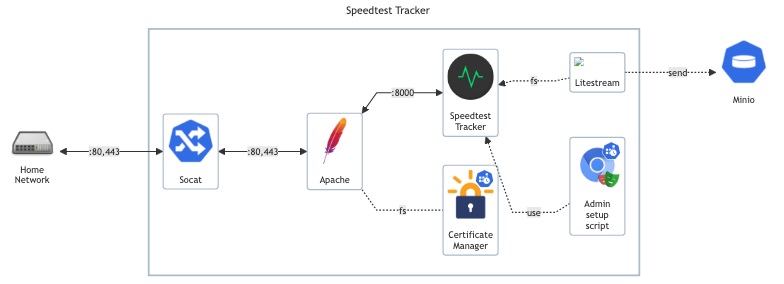 Speedtest Tracker
:8000
fs
Litestream
send
Minio
Speedtest
Tracker
:80,443
:80,443
Home
Network
Socat
Apache
fs
Certificate
Manager
use
Admin
setup
script